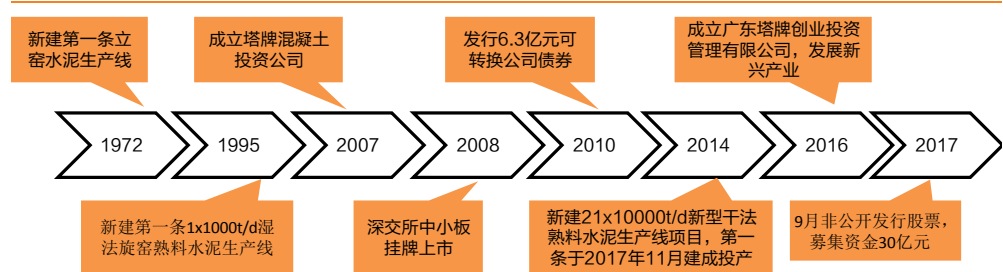 新建第一条立
窑水泥生产线
成立塔牌混凝土
投资公司
发行6.3亿元可
转换公司债券
成立广东塔牌创业投资
管理有限公司，发展新
兴产业
1972
1995
2007
2008
2010
2014
2016
2017
新建第一条1x1000t/d湿
法旋窑熟料水泥生产线
深交所中小板
挂牌上市
新建21x10000t/d新型干法
熟料水泥生产线项目，第一
条于2017年11月建成投产
9月非公开发行股票，
募集资金30亿元